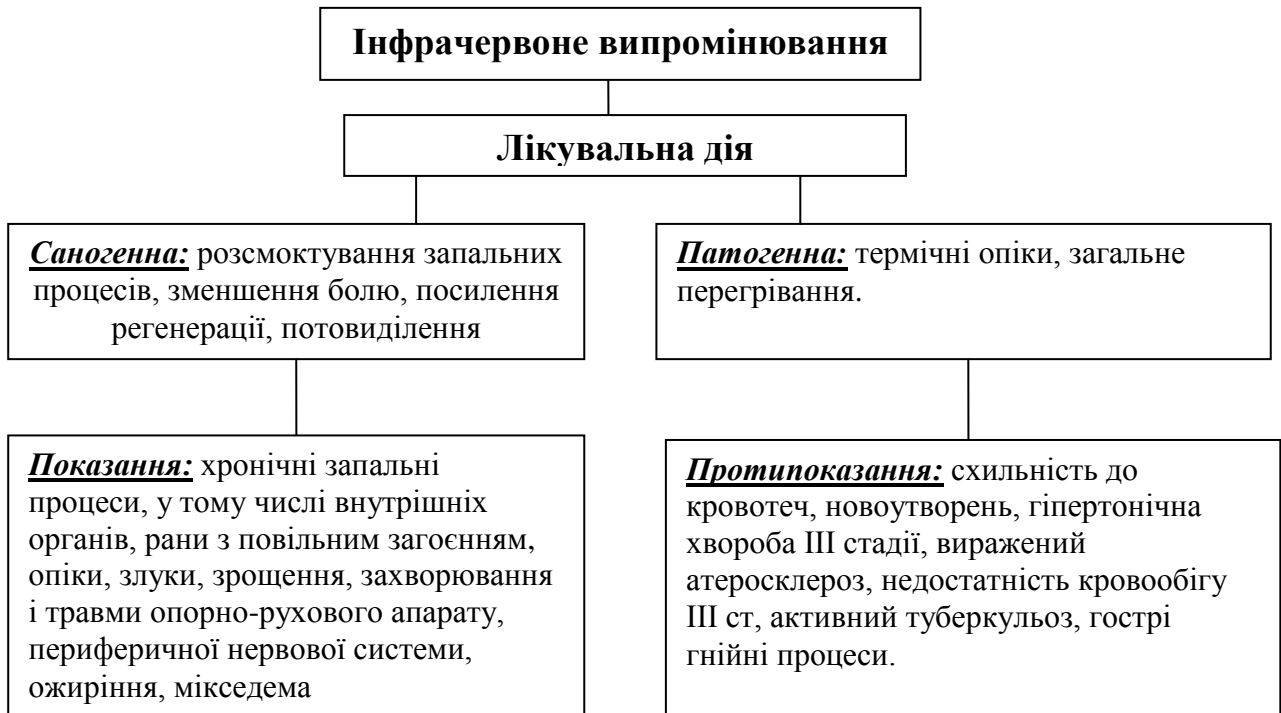 Інфрачервоне випромінювання
Лікувальна дія
Саногенна: розсмоктування запальних
процесів, зменшення болю, посилення
регенерації, потовиділення
Патогенна: термічні опіки, загальне
перегрівання.
Показання: хронічні запальні
процеси, у тому числі внутрішніх
органів, рани з повільним загоєнням,
опіки, злуки, зрощення, захворювання
і травми опорно-рухового апарату,
периферичної нервової системи,
ожиріння, мікседема
Протипоказання: схильність до
кровотеч, новоутворень, гіпертонічна
хвороба III стадії, виражений
атеросклероз, недостатність кровообігу
III ст, активний туберкульоз, гострі
гнійні процеси.